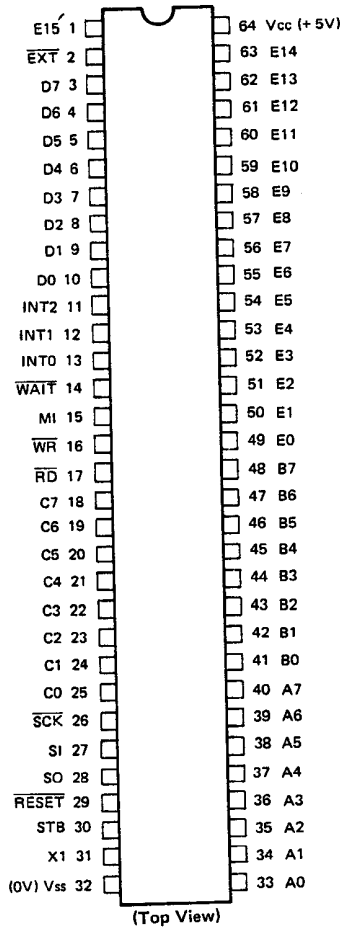 E15 1
EXT 2
D7 3
D6 4
D5 5
D4 6
D3 7
D2 8
D1 9
D0 10
INT2 11
INT1 12
INT0 13
WAIT 14
MI 15
WR 16
RD 17
C7 18
C6 19
C5 20
C4 21
C3 22
C2 23
C1 24
C0 25
SCK 26
SI 27
SO 28
RESET 29
STB 30
X1 31
(0V) Vss 32
64 Vcc (+5V)
63 E14
62 E13
61 E12
60 E11
59 E10
58 E9
57 E8
56 E7
55 E6
54 E5
53 E4
52 E3
51 E2
50 E1
49 E0
48 B7
47 B6
46 B5
45 B4
44 B3
43 B2
42 B1
41 B0
40 A7
39 A6
38 A5
37 A4
36 A3
35 A2
34 A1
33 A0
(Top View)